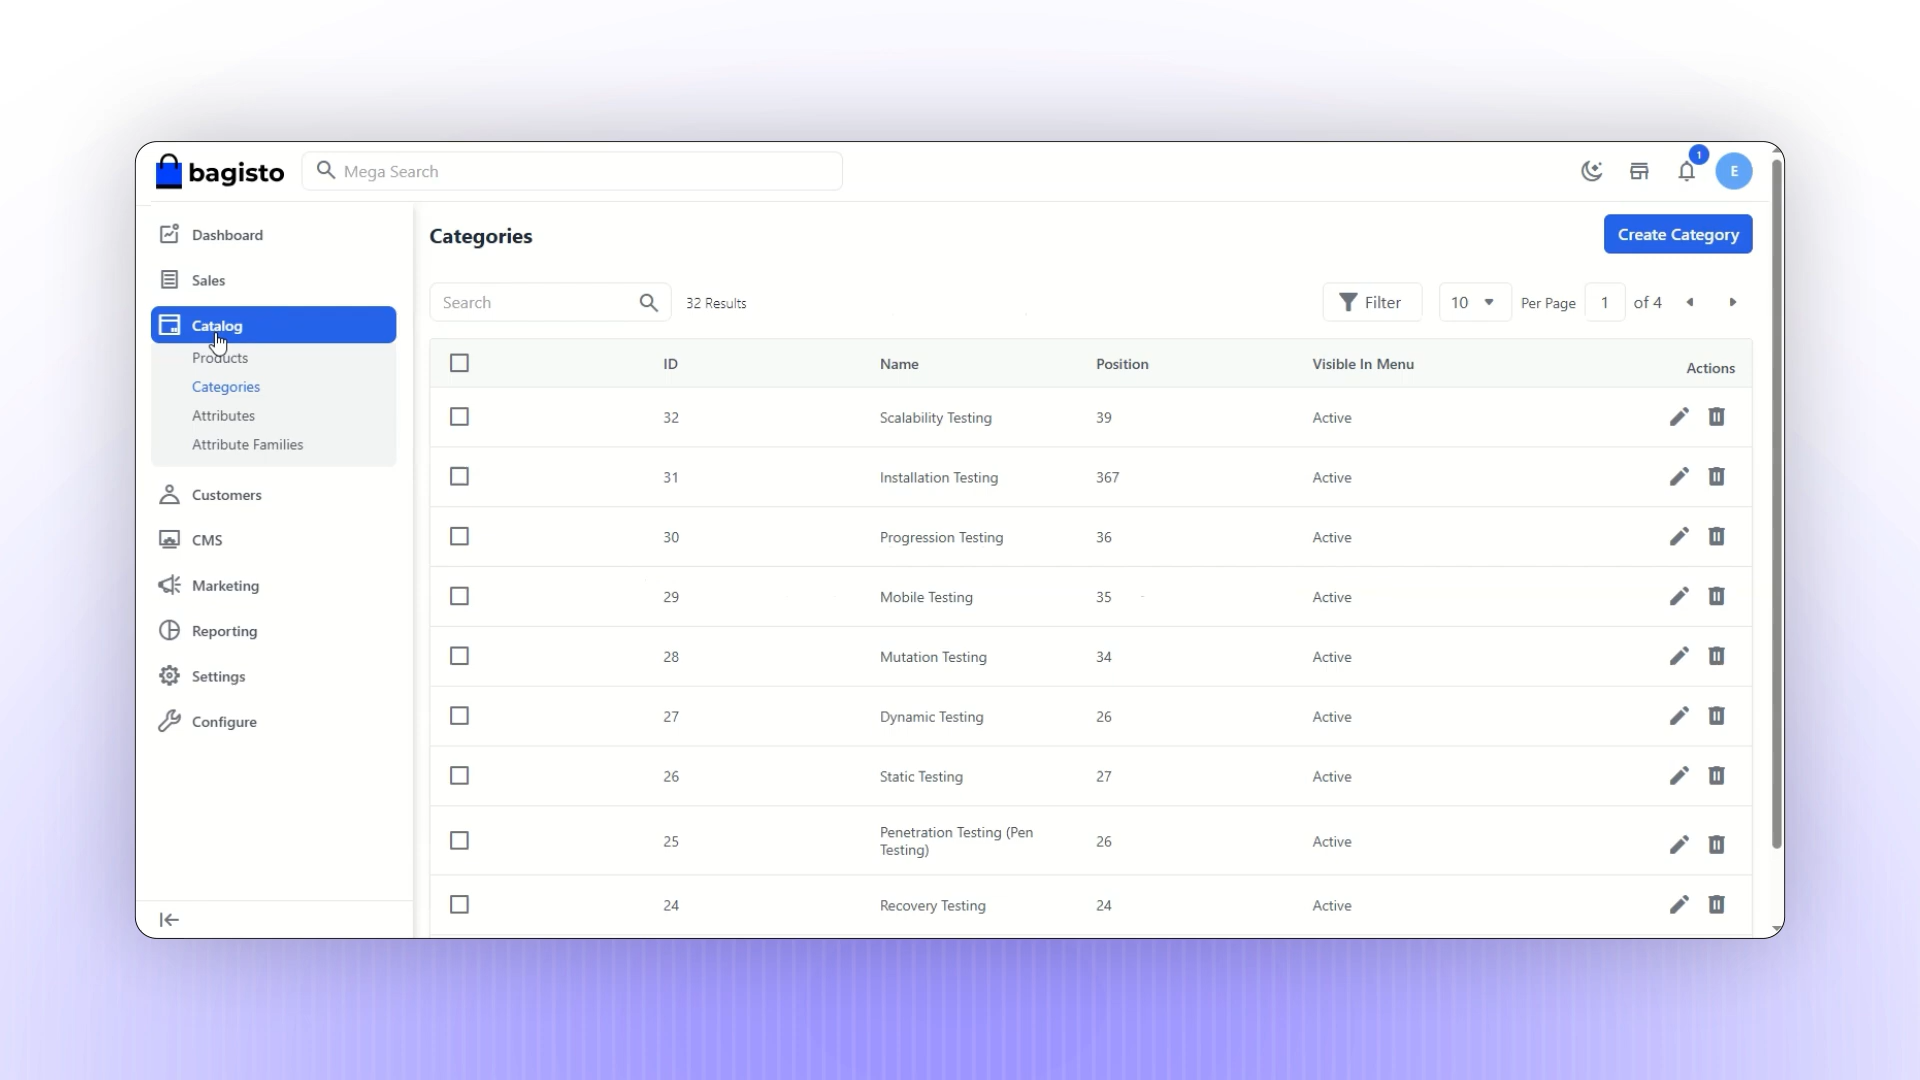 bagisto
Mega Search
1
E
Dashboard
Sales
Catalog
Products
Categories
Attributes
Attribute Families
Customers
CMS
Marketing
Reporting
Settings
Configure
Categories
Create Category
Search
32 Results
Filter
10
Per Page
1
of 4
ID Name Position Visible In Menu Actions
32 Scalability Testing 39 Active
31 Installation Testing 367 Active
30 Progression Testing 36 Active
29 Mobile Testing 35 Active
28 Mutation Testing 34 Active
27 Dynamic Testing 26 Active
26 Static Testing 27 Active
25 Penetration Testing (Pen
Testing) 26 Active
24 Recovery Testing 24 Active